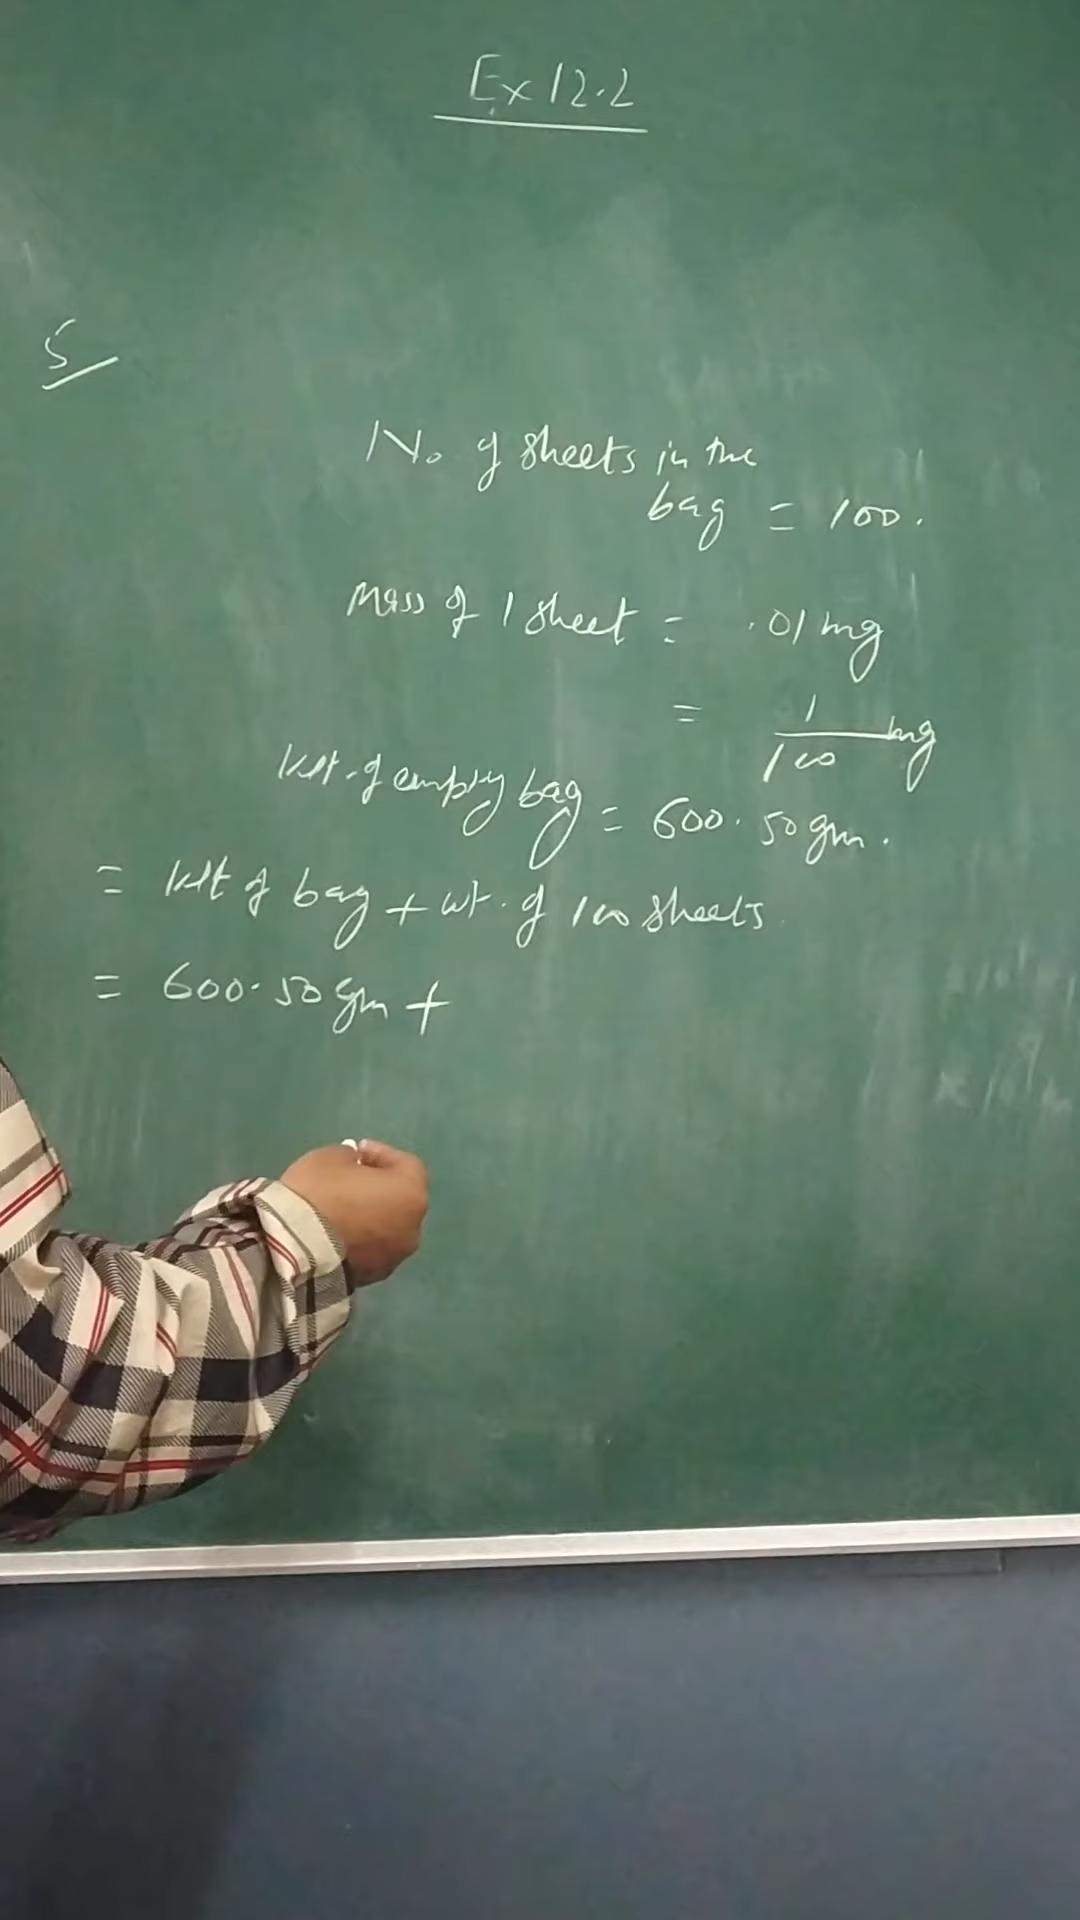 Ex 12.2
5
No. of sheets in the
bag = 100.
Mass of 1 sheet = .01 mg
= 1/100 mg
Wt. of empty bag = 600.50 gm.
= Wt of bag + wt. of 100 sheets
= 600.50 gm +